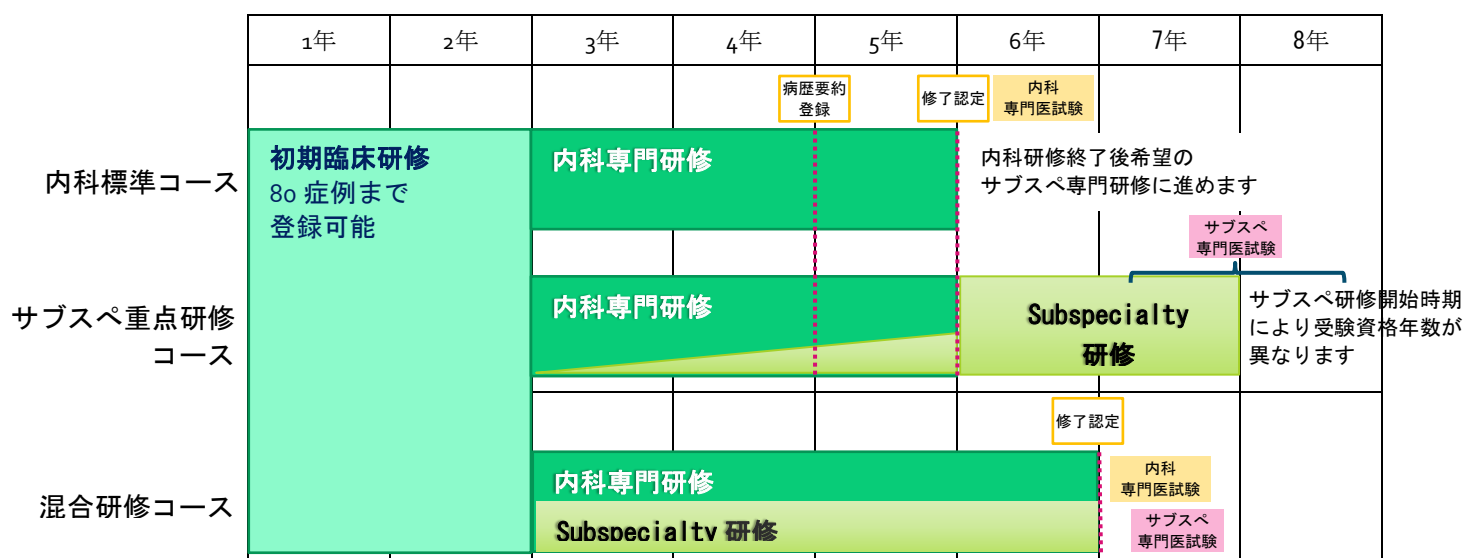 1年 2年 3年 4年 5年 6年 7年 8年
病歴要約
登録
修了認定
内科
専門医試験
内科標準コース
初期臨床研修
80 症例まで
登録可能
内科専門研修
内科研修終了後希望の
サブスペ専門研修に進めます
サブスペ
専門医試験
サブスペ重点研修
コース
内科専門研修
Subspecialty
研修
サブスペ研修開始時期
により受験資格年数が
異なります
修了認定
混合研修コース
内科専門研修
Subspecialty 研修
内科
専門医試験
サブスペ
専門医試験